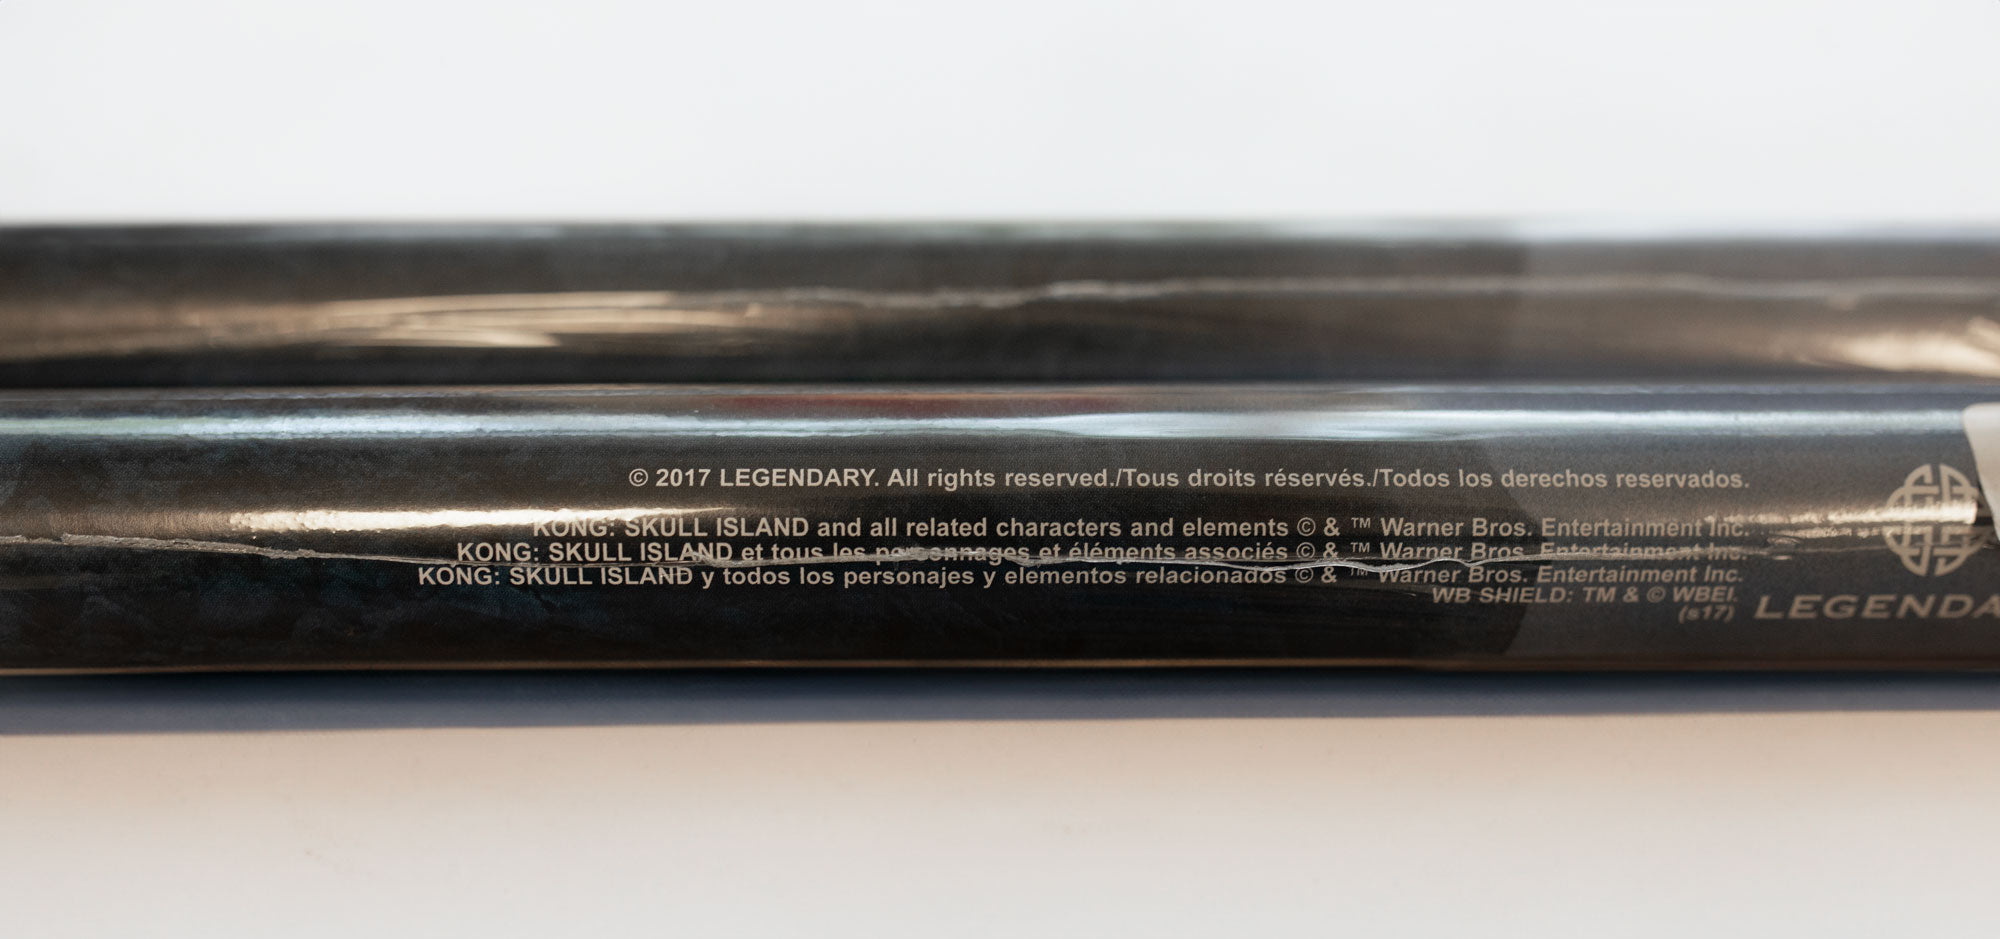 © 2017 LEGENDARY. All rights reserved./Tous droits réservés./Todos los derechos reservados.
KONG: SKULL ISLAND and all related characters and elements © & ™ Warner Bros. Entertainment Inc.
KONG: SKULL ISLAND et tous les personnages et éléments associés © & ™ Warner Bros. Entertainment Inc.
KONG: SKULL ISLAND y todos los personajes y elementos relacionados © & ™ Warner Bros. Entertainment Inc.
WB SHIELD: TM & © WBEI.
(s17)
LEGENDA